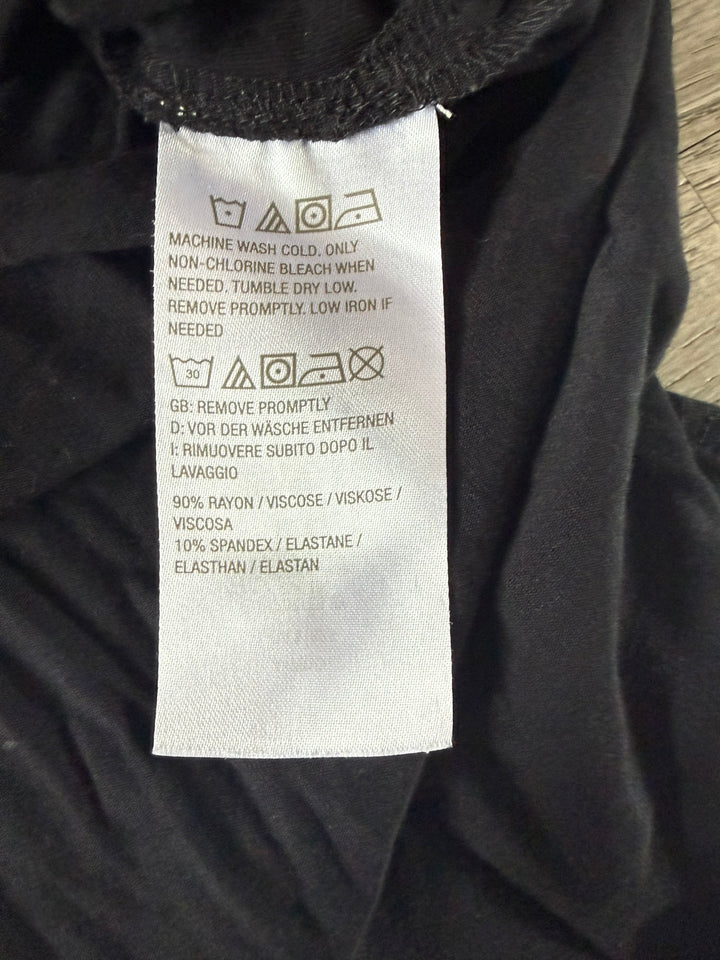 MACHINE WASH COLD. ONLY
NON-CHLORINE BLEACH WHEN
NEEDED. TUMBLE DRY LOW.
REMOVE PROMPTLY. LOW IRON IF
NEEDED
30
GB: REMOVE PROMPTLY
D: VOR DER WÄSCHE ENTFERNEN
I: RIMUOVERE SUBITO DOPO IL
LAVAGGIO
90% RAYON / VISCOSE / VISKOSE /
VISCOSA
10% SPANDEX / ELASTANE /
ELASTHAN / ELASTAN